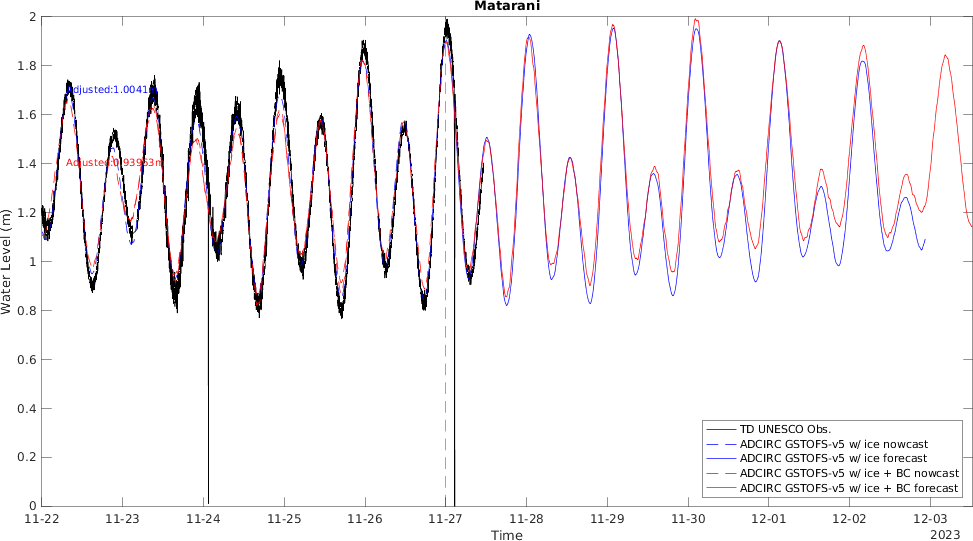 Matarani
2
1.8
1.6
1.4
1.2
1
0.8
0.6
0.4
0.2
0
Water Level (m)
Adjusted:1.0041m
Adjusted:0.93953m
TD UNESCO Obs.
ADCIRC GSTOFS-v5 w/ ice nowcast
ADCIRC GSTOFS-v5 w/ ice forecast
ADCIRC GSTOFS-v5 w/ ice + BC nowcast
ADCIRC GSTOFS-v5 w/ ice + BC forecast
11-22 11-23 11-24 11-25 11-26 11-27 11-28 11-29 11-30 12-01 12-02 12-03
Time
2023